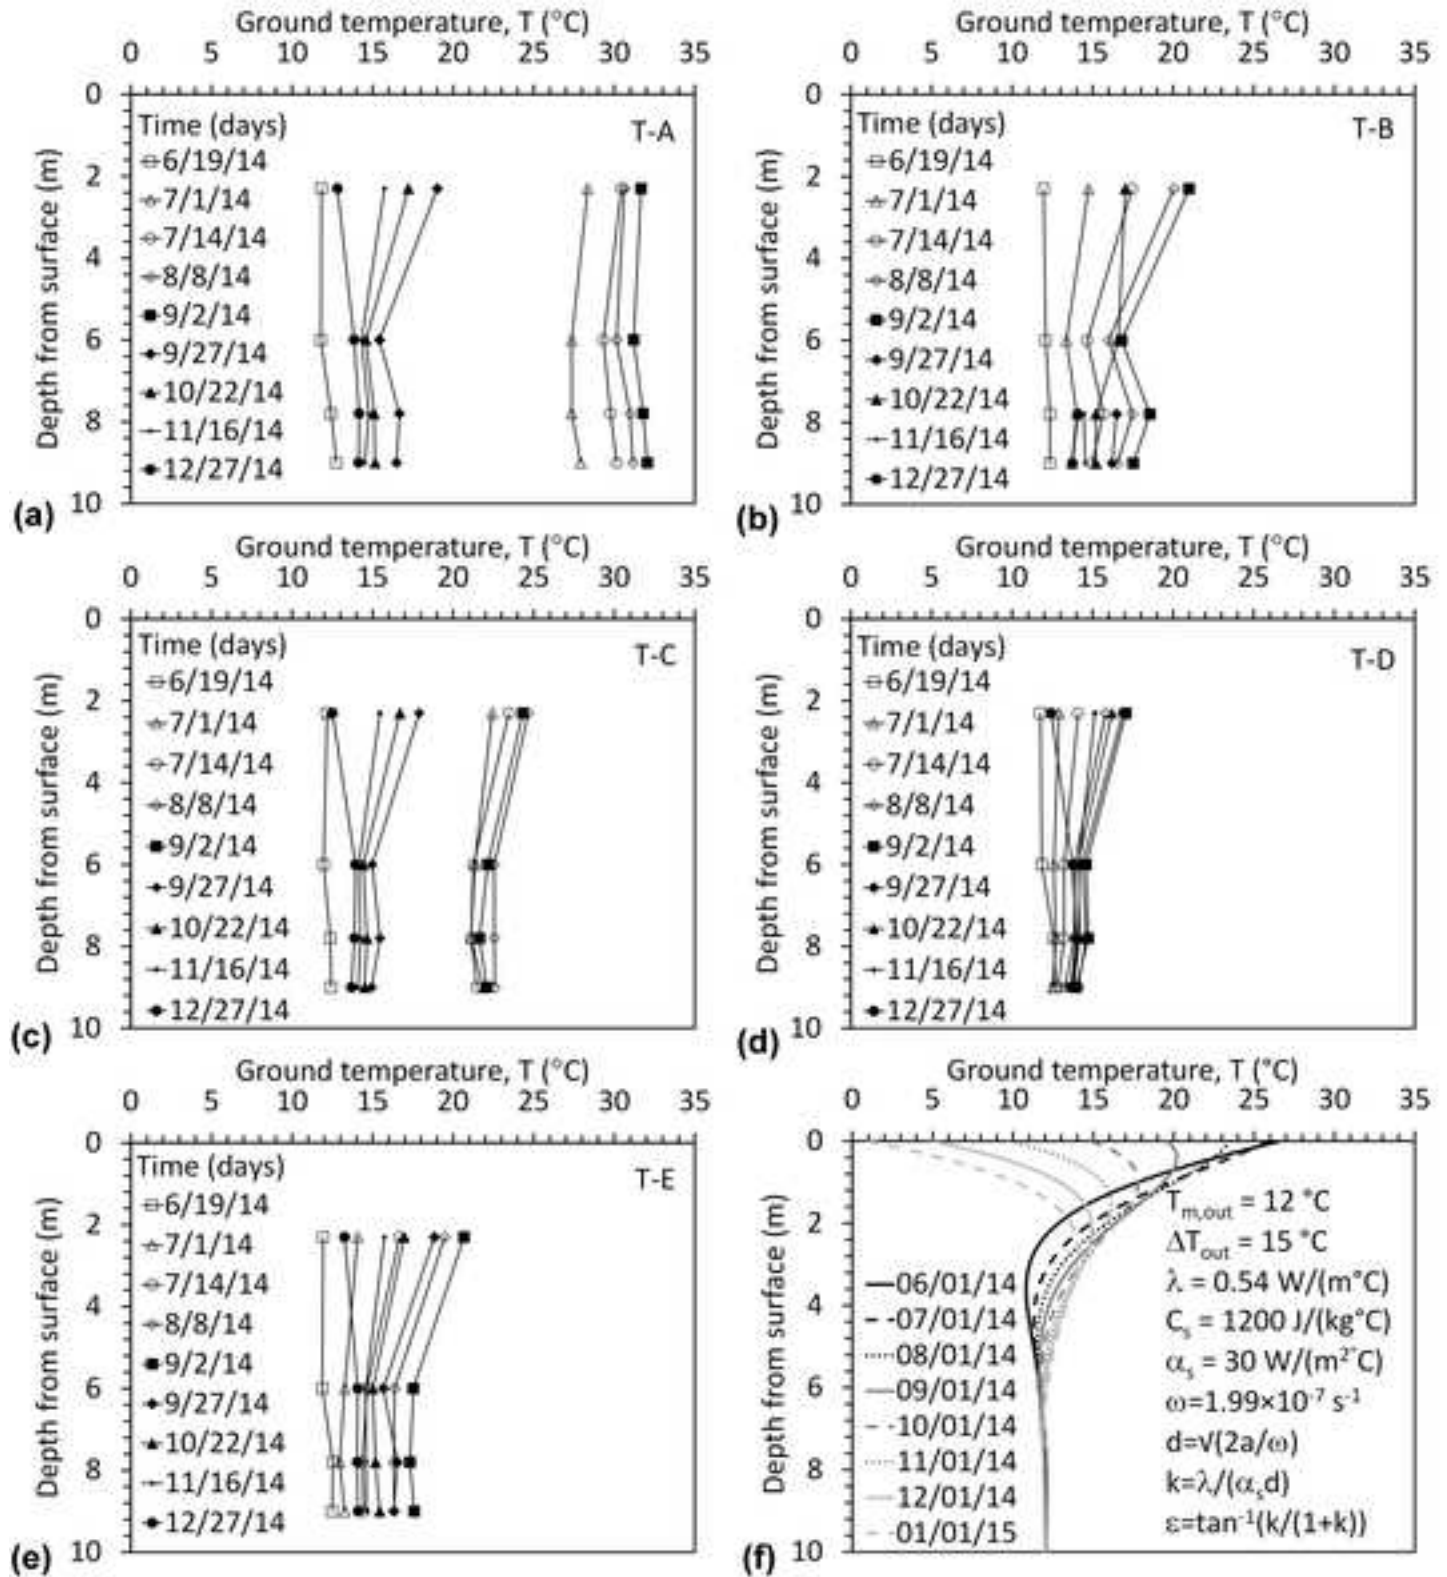 Ground temperature, T (°C)
0 5 10 15 20 25 30 35
Depth from surface (m)
0
2
4
6
8
10
Time (days)
6/19/14
7/1/14
7/14/14
8/8/14
9/2/14
9/27/14
10/22/14
11/16/14
12/27/14
T-A
(a)
Ground temperature, T (°C)
0 5 10 15 20 25 30 35
Depth from surface (m)
0
2
4
6
8
10
Time (days)
6/19/14
7/1/14
7/14/14
8/8/14
9/2/14
9/27/14
10/22/14
11/16/14
12/27/14
T-B
(b)
Ground temperature, T (°C)
0 5 10 15 20 25 30 35
Depth from surface (m)
0
2
4
6
8
10
Time (days)
6/19/14
7/1/14
7/14/14
8/8/14
9/2/14
9/27/14
10/22/14
11/16/14
12/27/14
T-C
(c)
Ground temperature, T (°C)
0 5 10 15 20 25 30 35
Depth from surface (m)
0
2
4
6
8
10
Time (days)
6/19/14
7/1/14
7/14/14
8/8/14
9/2/14
9/27/14
10/22/14
11/16/14
12/27/14
T-D
(d)
Ground temperature, T (°C)
0 5 10 15 20 25 30 35
Depth from surface (m)
0
2
4
6
8
10
Time (days)
6/19/14
7/1/14
7/14/14
8/8/14
9/2/14
9/27/14
10/22/14
11/16/14
12/27/14
T-E
(e)
Ground temperature, T (°C)
0 5 10 15 20 25 30 35
Depth from surface (m)
0
2
4
6
8
10
06/01/14
07/01/14
08/01/14
09/01/14
10/01/14
11/01/14
12/01/14
01/01/15
T_m,out = 12 °C
ΔT_out = 15 °C
λ = 0.54 W/(m°C)
C_s = 1200 J/(kg°C)
α_s = 30 W/(m²°C)
ω=1.99×10⁻⁷ s⁻¹
d=√(2a/ω)
k=λ/(α_s d)
ε=tan⁻¹(k/(1+k))
(f)